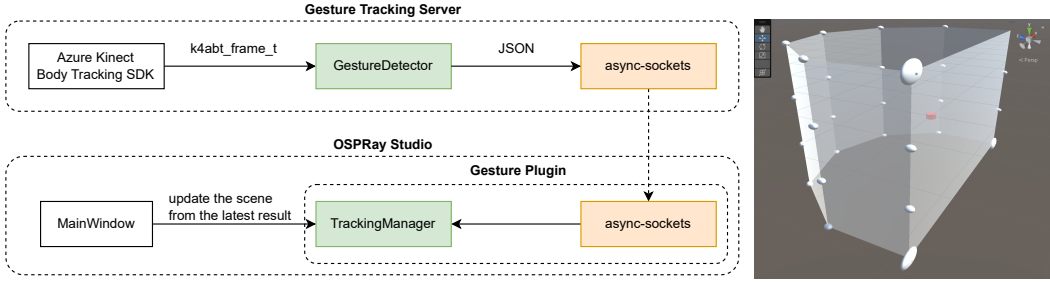 Gesture Tracking Server
Azure Kinect
Body Tracking SDK
k4abt_frame_t
GestureDetector
JSON
async-sockets
OSPRay Studio
Gesture Plugin
MainWindow
update the scene
from the latest result
TrackingManager
async-sockets
Persp